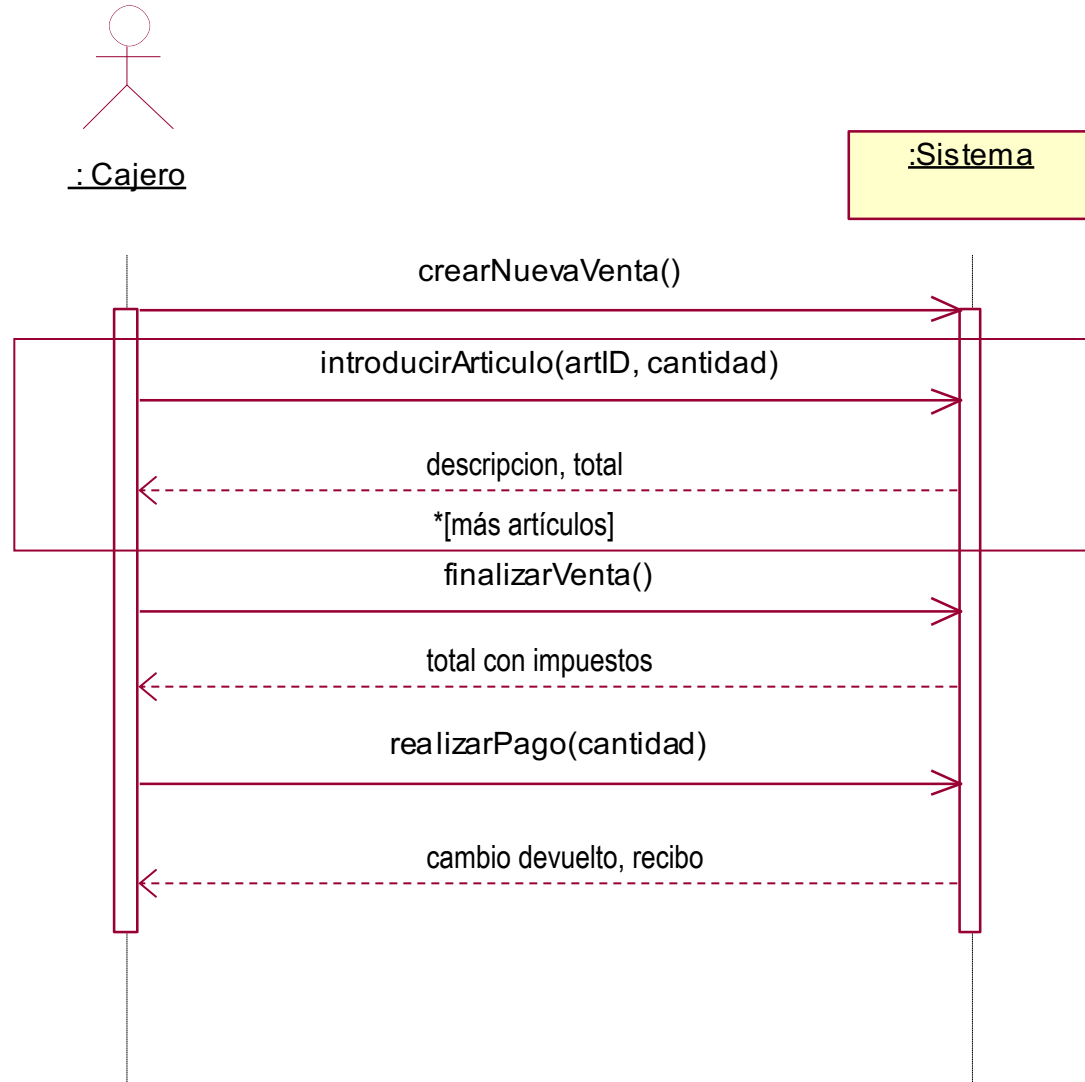 : Cajero
:Sistema
crearNuevaVenta()
introducirArticulo(artID, cantidad)
descripcion, total
*[más artículos]
finalizarVenta()
total con impuestos
realizarPago(cantidad)
cambio devuelto, recibo